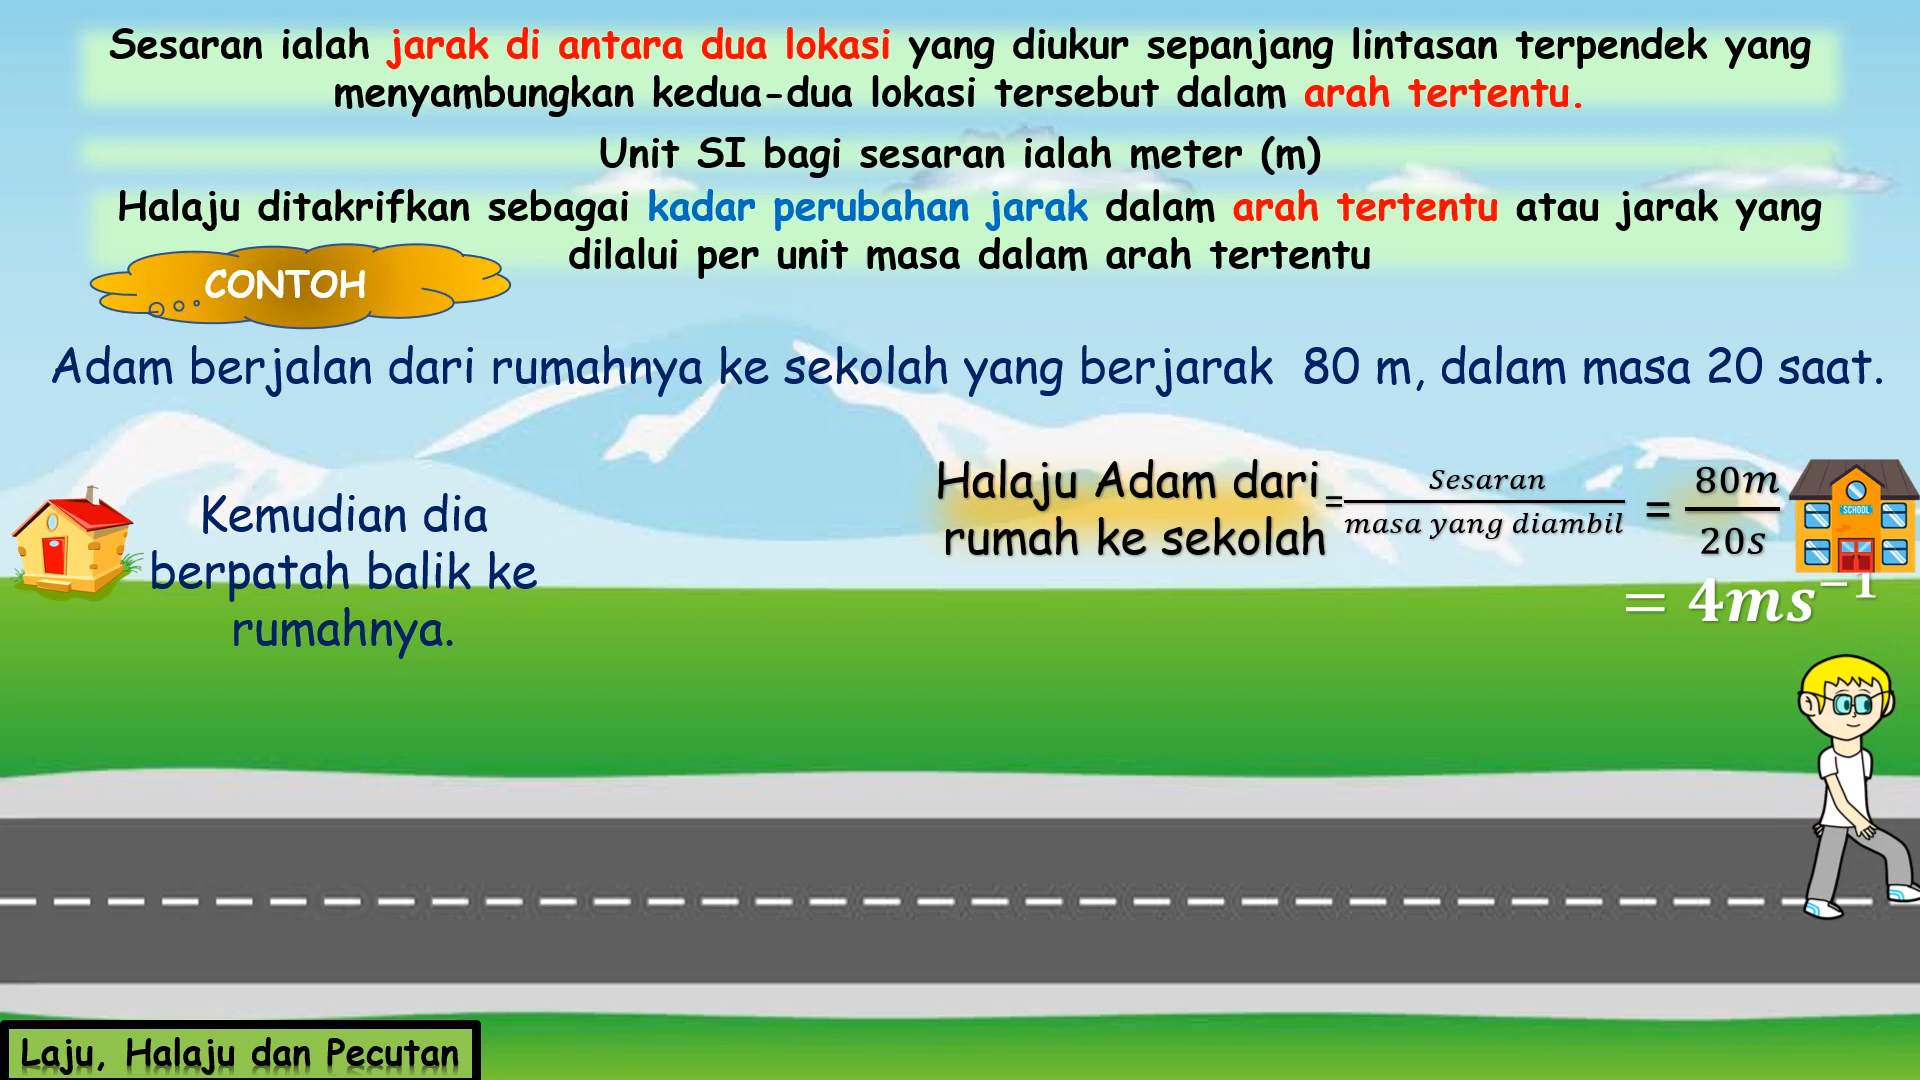 Sesaran ialah jarak di antara dua lokasi yang diukur sepanjang lintasan terpendek yang
menyambungkan kedua-dua lokasi tersebut dalam arah tertentu.
Unit SI bagi sesaran ialah meter (m)
Halaju ditakrifkan sebagai kadar perubahan jarak dalam arah tertentu atau jarak yang
dilalui per unit masa dalam arah tertentu
CONTOH
Adam berjalan dari rumahnya ke sekolah yang berjarak 80 m, dalam masa 20 saat.
Kemudian dia
berpatah balik ke
rumahnya.
Halaju Adam dari
rumah ke sekolah
= Sesaran / masa yang diambil = 80m / 20s
= 4ms⁻¹
SCHOOL
Laju, Halaju dan Pecutan